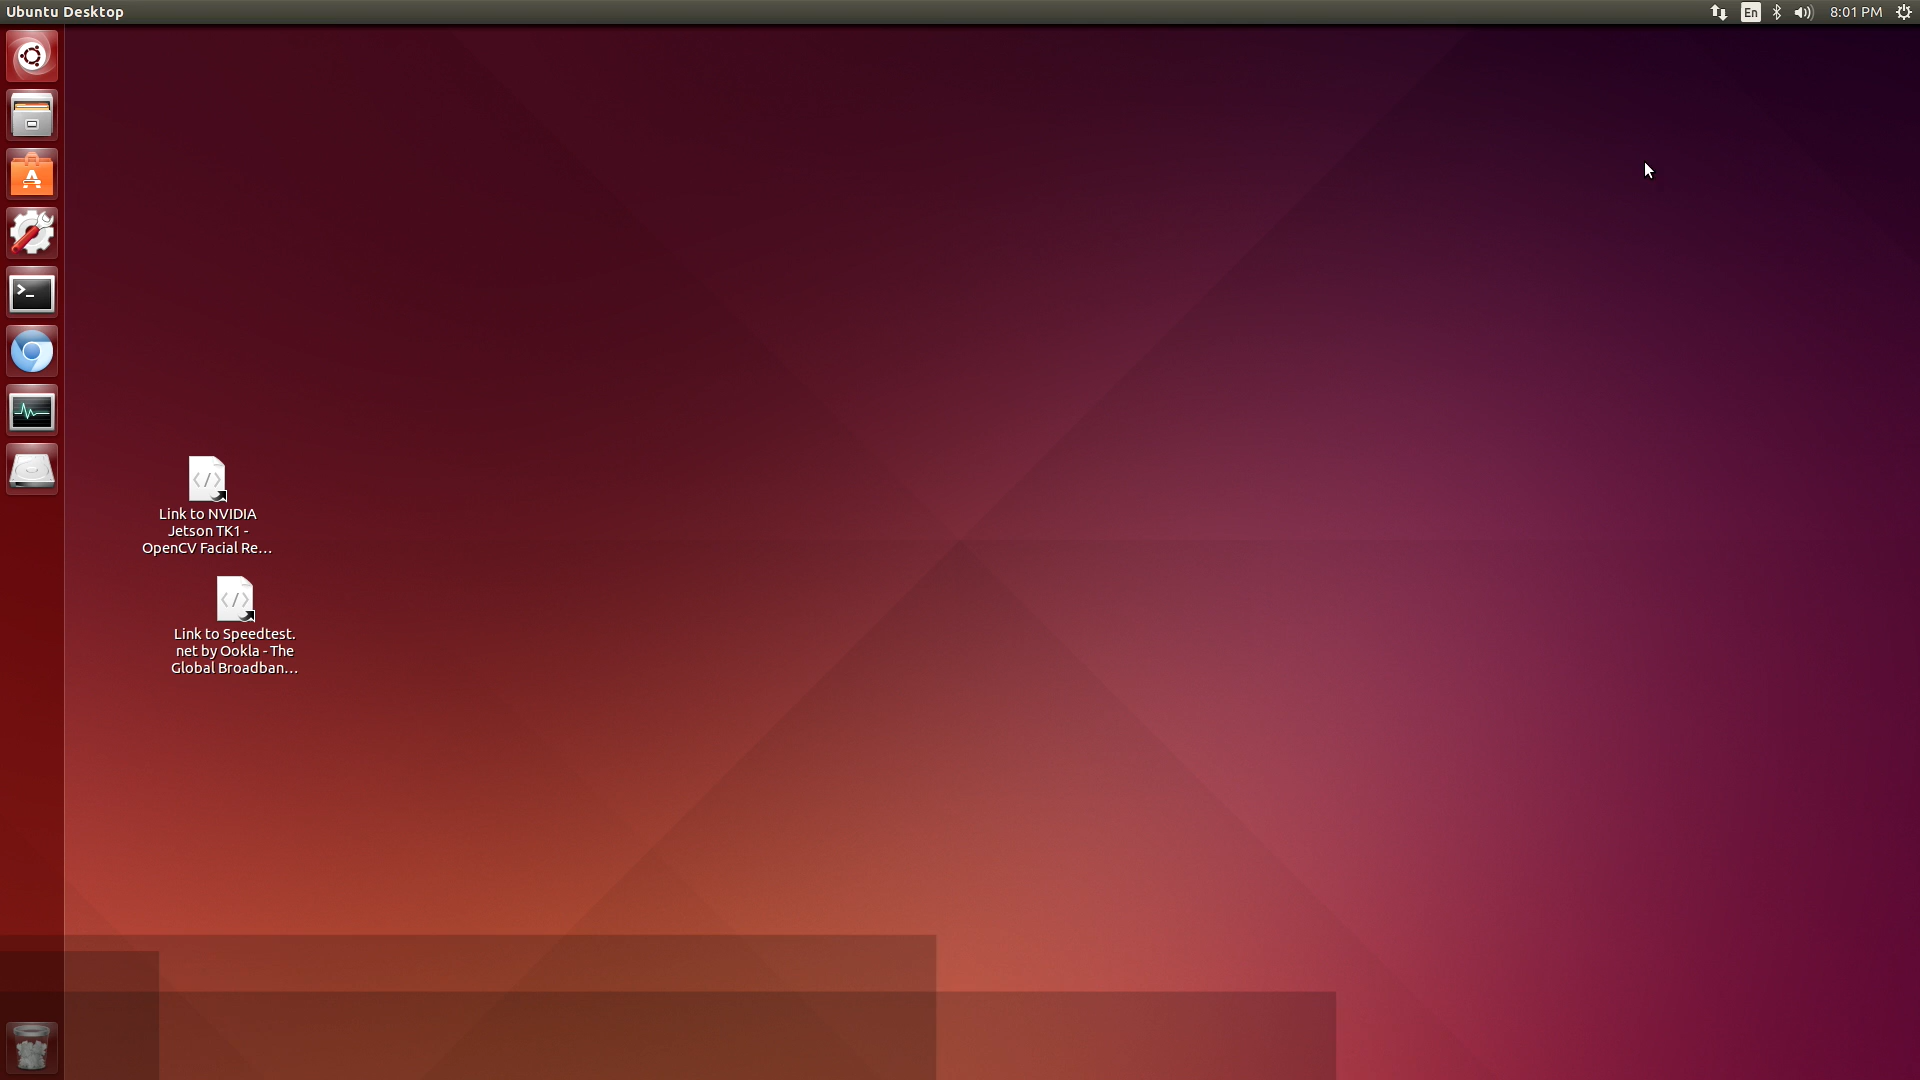 Ubuntu Desktop
En
8:01 PM
Link to NVIDIA
Jetson TK1 -
OpenCV Facial Re...
Link to Speedtest.
net by Ookla - The
Global Broadban...